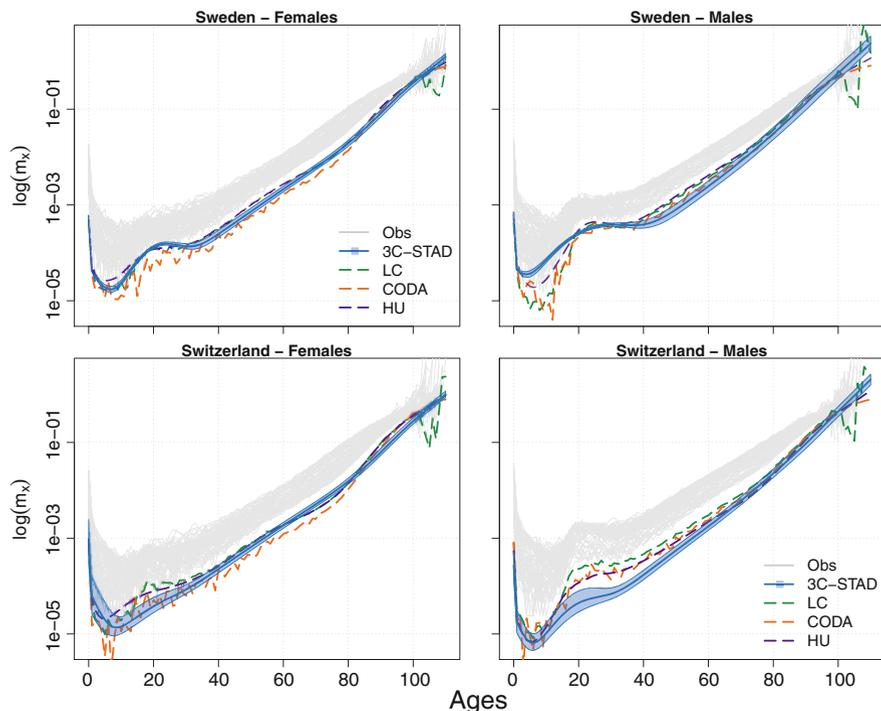 Sweden – Females
Sweden – Males
log(mₓ)
1e−01
1e−03
1e−05
Obs
3C−STAD
LC
CODA
HU
Switzerland – Females
Switzerland – Males
log(mₓ)
1e−01
1e−03
1e−05
Obs
3C−STAD
LC
CODA
HU
0 20 40 60 80 100 0 20 40 60 80 100
Ages